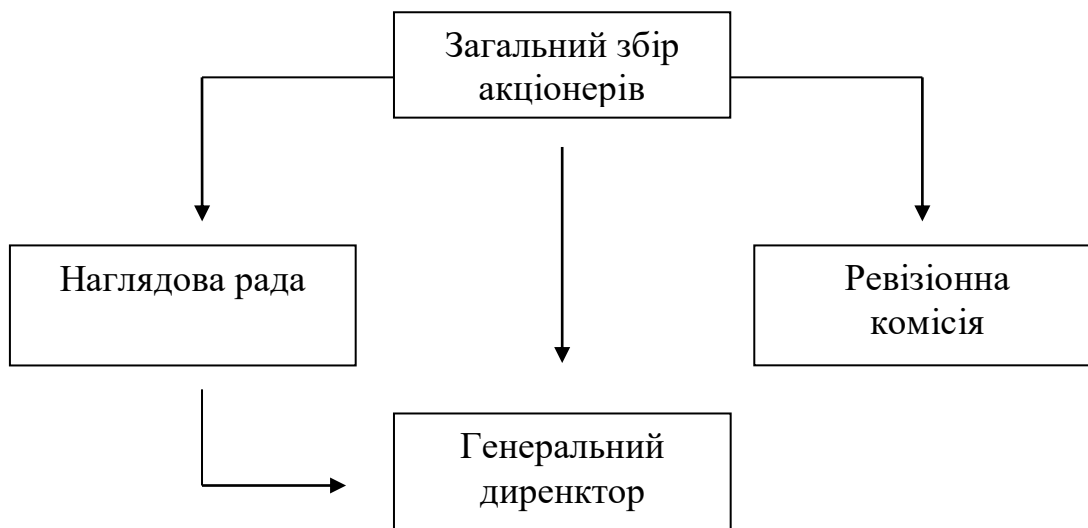 Загальний збір
акціонерів
Наглядова рада
Ревізіонна
комісія
Генеральний
диренктор